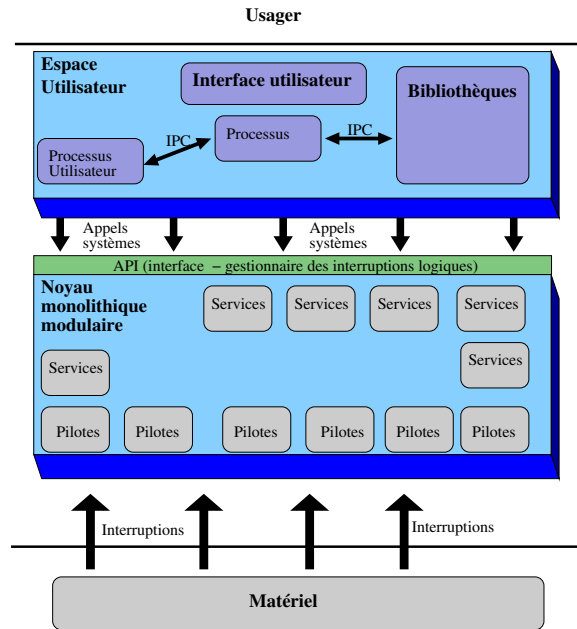 Usager
Espace
Utilisateur
Interface utilisateur
Bibliothèques
IPC
Processus
IPC
Processus
Utilisateur
Appels
systèmes
Appels
systèmes
API (interface – gestionnaire des interruptions logiques)
Noyau
monolithique
modulaire
Services
Services
Services
Services
Services
Services
Pilotes
Pilotes
Pilotes
Pilotes
Pilotes
Pilotes
Interruptions
Interruptions
Matériel